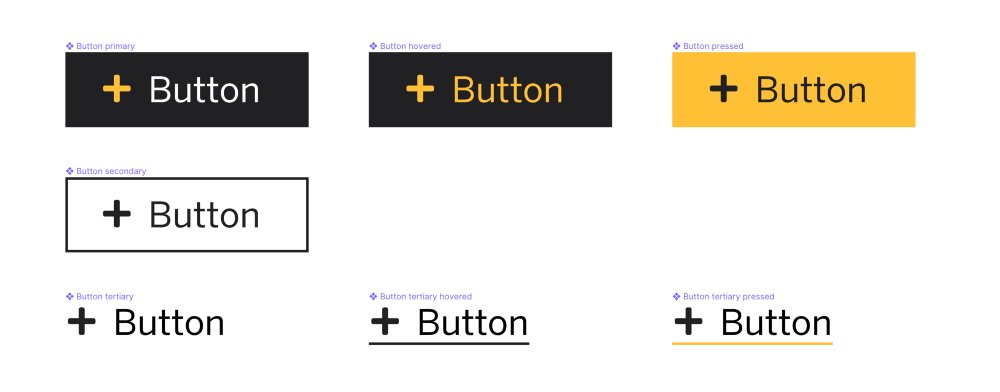 Button primary
Button hovered
Button pressed
Button
Button
Button
Button secondary
Button
Button tertiary
Button tertiary hovered
Button tertiary pressed
Button
Button
Button